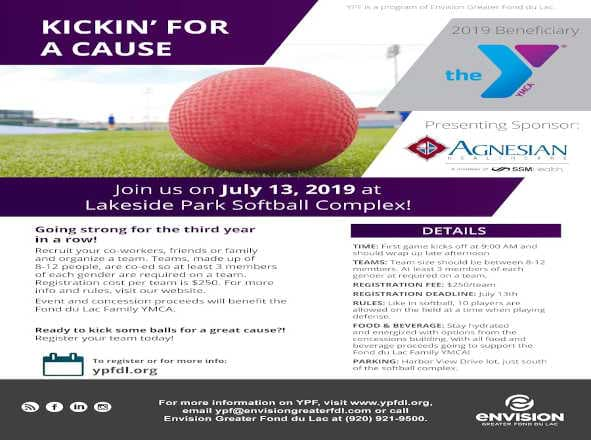 YPF is a program of Envision Greater Fond du Lac.
KICKIN' FOR
A CAUSE
2019 Beneficiary:
the
YMCA
Presenting Sponsor:
AGNESIAN
HEALTHCARE
A member of SSMHealth
Join us on July 13, 2019 at
Lakeside Park Softball Complex!
Going strong for the third year
in a row!
Recruit your co-workers, friends or family
and organize a team. Teams, made up of
8-12 people, are co-ed so at least 3 members
of each gender are required on a team.
Registration cost per team is $250. For more
info and rules, visit our website.
Event and concession proceeds will benefit the
Fond du Lac Family YMCA.
Ready to kick some balls for a great cause?!
Register your team today!
To register or for more info:
ypfdl.org
DETAILS
TIME: First game kicks off at 9:00 AM and
should wrap up late afternoon
TEAMS: Team size should be between 8-12
members. At least 3 members of each
gender at required on a team.
REGISTRATION FEE: $250/team
REGISTRATION DEADLINE: July 13th
RULES: Like in softball, 10 players are
allowed on the field at a time when playing
defense.
FOOD & BEVERAGE: Stay hydrated
and energized with options from the
concessions building. With all food and
beverage proceeds going to support the
Fond du Lac Family YMCA!
PARKING: Harbor View Drive lot, just south
of the softball complex.
For more information on YPF, visit www.ypfdl.org,
email ypf@envisiongreaterfdl.com or call
Envision Greater Fond du Lac at (920) 921-9500.
ENVISION
GREATER FOND DU LAC